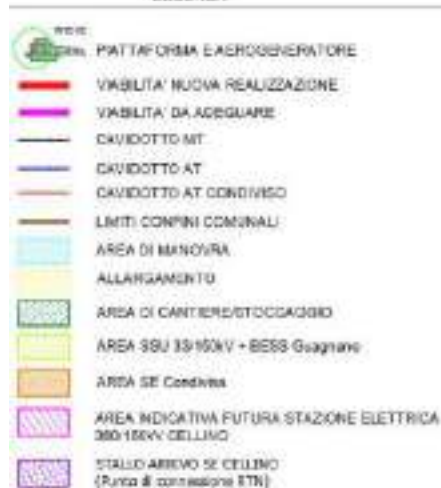 PIATTAFORMA E AEROGENERATORE
VIABILITA' NUOVA REALIZZAZIONE
VIABILITA' DA ADEGUARE
CAVIDOTTO MT
CAVIDOTTO AT
CAVIDOTTO AT CONDIVISO
LIMITI CONFINI COMUNALI
AREA DI MANOVRA
ALLARGAMENTO
AREA DI CANTIERE/STOCCAGGIO
AREA SSU 33/150kV + BESS Guagnano
AREA SE Condivisa
AREA INDICATIVA FUTURA STAZIONE ELETTRICA
380/150kV CELLINO
STALLO ARRIVO SE CELLINO
(Punto di connessione RTN)